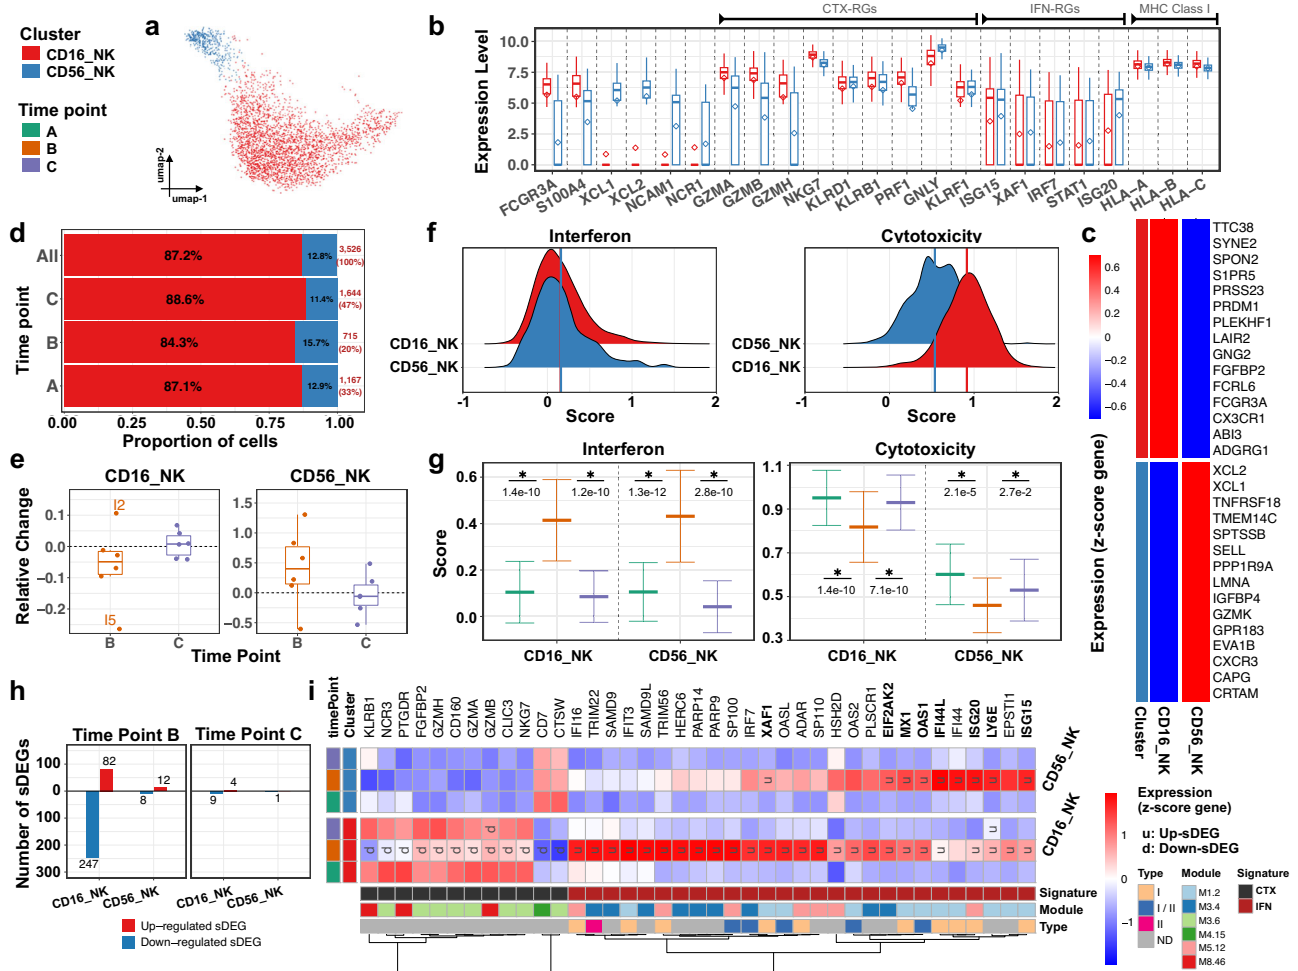 Cluster
CD16_NK
CD56_NK
Time point
A
B
C
a
umap-2
umap-1
b
CTX-RGs
IFN-RGs
MHC Class I
Expression Level
10.0
7.5
5.0
2.5
0.0
FCGR3A
S100A4
XCL1
XCL2
NCAM1
NCR1
GZMA
GZMB
GZMH
NKG7
KLRD1
KLRB1
PRF1
GNLY
KLRF1
ISG15
XAF1
IRF7
STAT1
ISG20
HLA-A
HLA-B
HLA-C
c
0.6
0.4
0.2
0
-0.2
-0.4
-0.6
Expression (z-score gene)
TTC38
SYNE2
SPON2
S1PR5
PRSS23
PRDM1
PLEKHF1
LAIR2
GNG2
FGFBP2
FCRL6
FCGR3A
CX3CR1
ABI3
ADGRG1
XCL2
XCL1
TNFRSF18
TMEM14C
SPTSSB
SELL
PPP1R9A
LMNA
IGFBP4
GZMK
GPR183
EVA1B
CXCR3
CAPG
CRTAM
Cluster
CD16_NK
CD56_NK
d
Time point
All
87.2%
12.8%
3,526
(100%)
C
88.6%
11.4%
1,644
(47%)
B
84.3%
15.7%
715
(20%)
A
87.1%
12.9%
1,167
(33%)
0.00
0.25
0.50
0.75
1.00
Proportion of cells
e
CD16_NK
CD56_NK
Relative Change
0.1
0.0
-0.1
-0.2
I2
I5
B
C
1.0
0.5
0.0
-0.5
B
C
Time Point
f
Interferon
CD16_NK
CD56_NK
-1
0
1
2
Score
Cytotoxicity
CD56_NK
CD16_NK
-1
0
1
2
Score
g
Interferon
Score
0.6
0.4
0.2
0.0
*
1.4e-10
*
1.2e-10
*
1.3e-12
*
2.8e-10
CD16_NK
CD56_NK
Cytotoxicity
1.1
0.9
0.7
0.5
0.3
*
1.4e-10
*
7.1e-10
*
2.1e-5
*
2.7e-2
CD16_NK
CD56_NK
h
Time Point B
Time Point C
Number of sDEGs
100
0
100
200
300
82
247
12
8
4
9
1
CD16_NK
CD56_NK
CD16_NK
CD56_NK
Up-regulated sDEG
Down-regulated sDEG
i
timePoint
Cluster
KLRB1
NCR3
PTGDR
FGFBP2
GZMH
CD160
GZMA
GZMB
CLIC3
NKG7
CD7
CTSW
IFI16
TRIM22
SAMD9
IFIT3
SAMD9L
TRIM56
HERC6
PARP14
PARP9
SP100
IRF7
XAF1
OASL
ADAR
SP110
HSH2D
OAS2
PLSCR1
EIF2AK2
MX1
OAS1
IFI44L
IFI44
ISG20
LY6E
EPSTI1
ISG15
CD56_NK
u u u u u u u u u
CD16_NK
d u
d d d d d d d d d d d d u u u u u u u u u u u u u u u u u u u u u u u u u u u
Signature
Module
Type
Expression
(z-score gene)
1
0
-1
u: Up-sDEG
d: Down-sDEG
Type
I
I / II
II
ND
Module
M1.2
M3.4
M3.6
M4.15
M5.12
M8.46
Signature
CTX
IFN